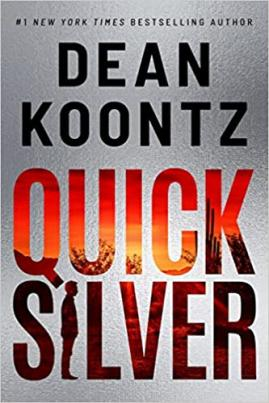 #1 NEW YORK TIMES BESTSELLING AUTHOR
DEAN
KOONTZ
QUICK
SILVER